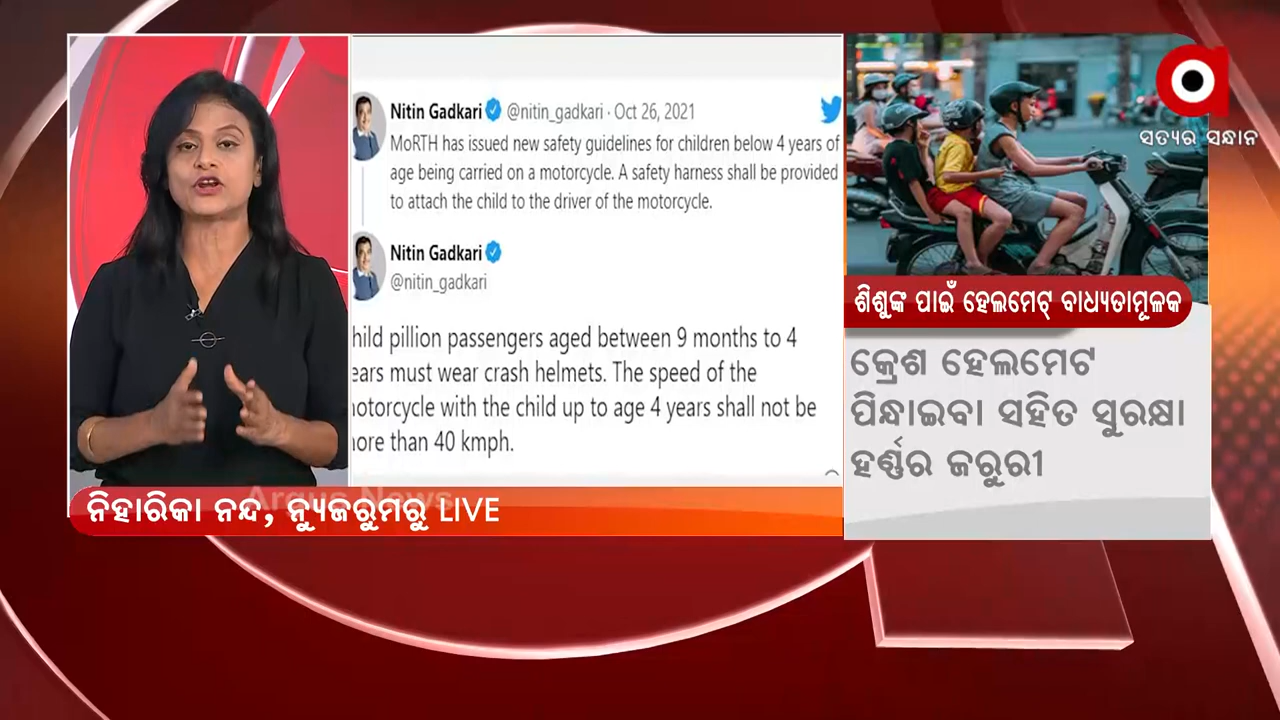 Nitin Gadkari @nitin_gadkari · Oct 26, 2021
MoRTH has issued new safety guidelines for children below 4 years of
age being carried on a motorcycle. A safety harness shall be provided
to attach the child to the driver of the motorcycle.
Nitin Gadkari
@nitin_gadkari
hild pillion passengers aged between 9 months to 4
ears must wear crash helmets. The speed of the
otorcycle with the child up to age 4 years shall not be
ore than 40 kmph.
Argus News
ନିହାରିକା ନନ୍ଦ, ନ୍ୟୁଜରୁମରୁ LIVE
ସତ୍ୟର ସନ୍ଧାନ
ଶିଶୁଙ୍କ ପାଇଁ ହେଲମେଟ୍ ବାଧ୍ୟତାମୂଳକ
କ୍ରେଶ ହେଲମେଟ
ପିନ୍ଧାଇବା ସହିତ ସୁରକ୍ଷା
ହର୍ଣ୍ଣର ଜରୁରୀ